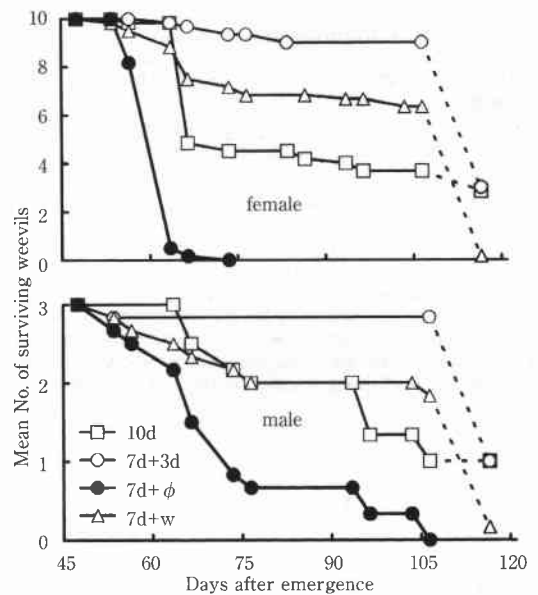 Mean No. of surviving weevils
10
8
6
4
2
0
female
3
2
1
0
male
10d
7d+3d
7d+ϕ
7d+w
45 60 75 90 105 120
Days after emergence